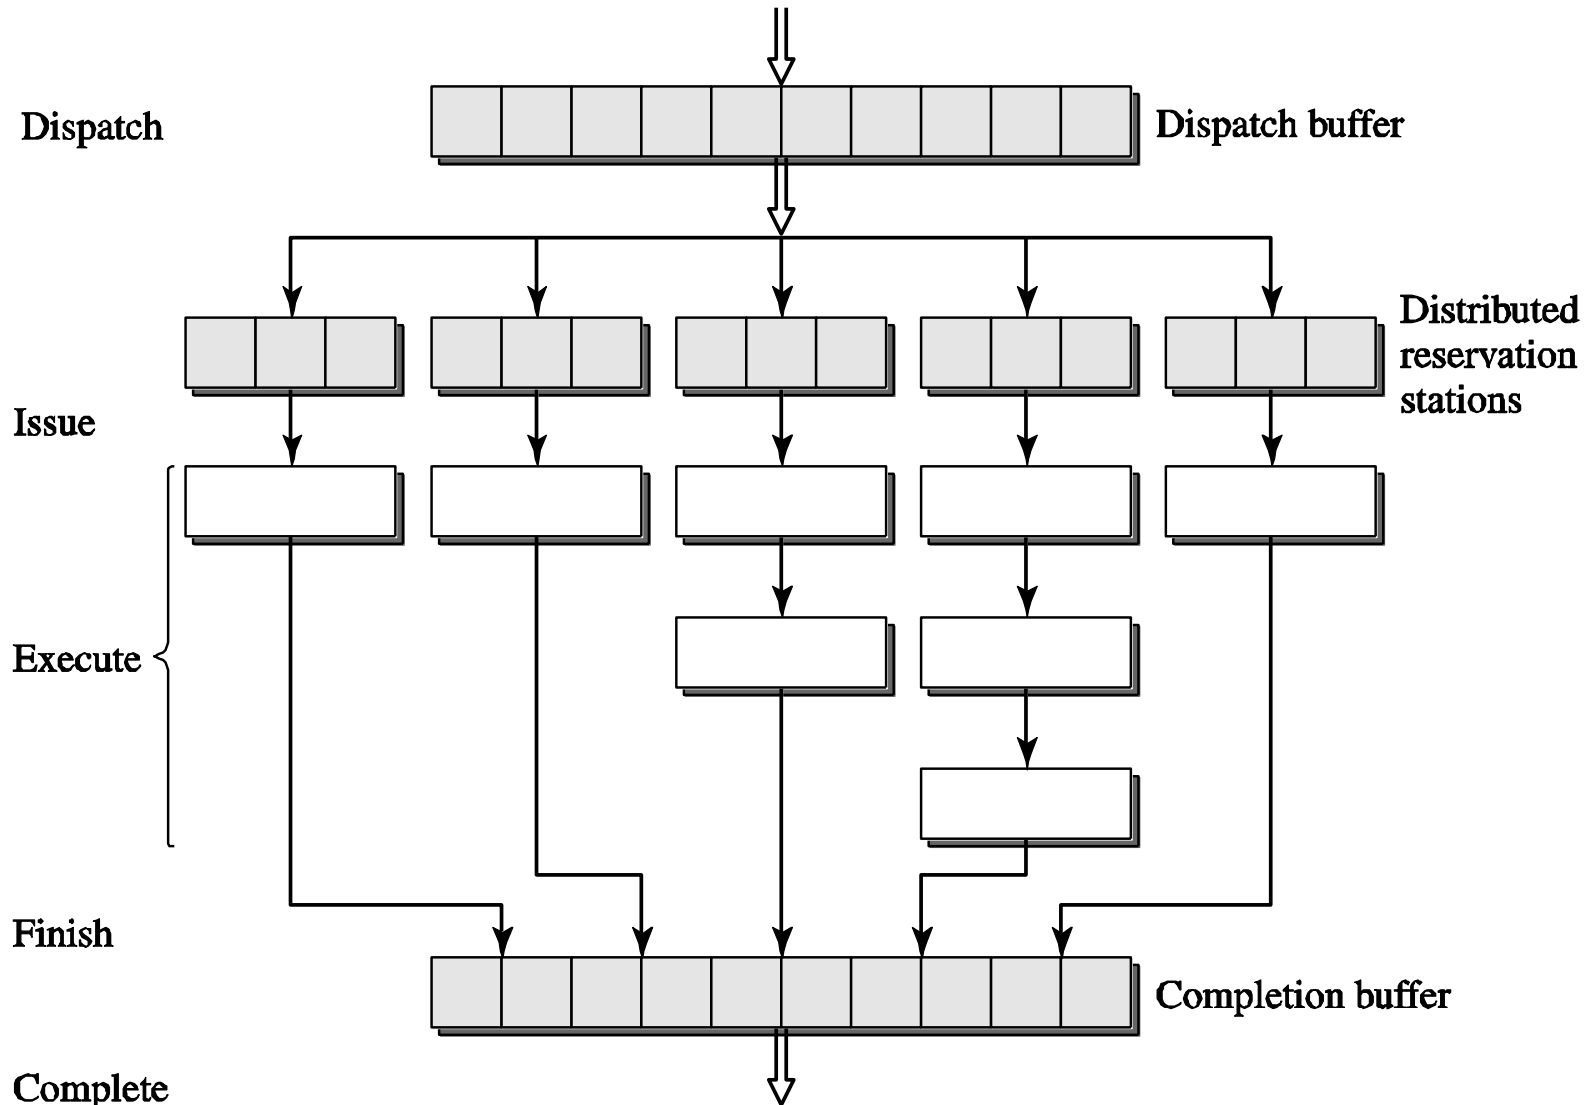 Dispatch
Dispatch buffer
Distributed
reservation
stations
Issue
Execute
Finish
Completion buffer
Complete